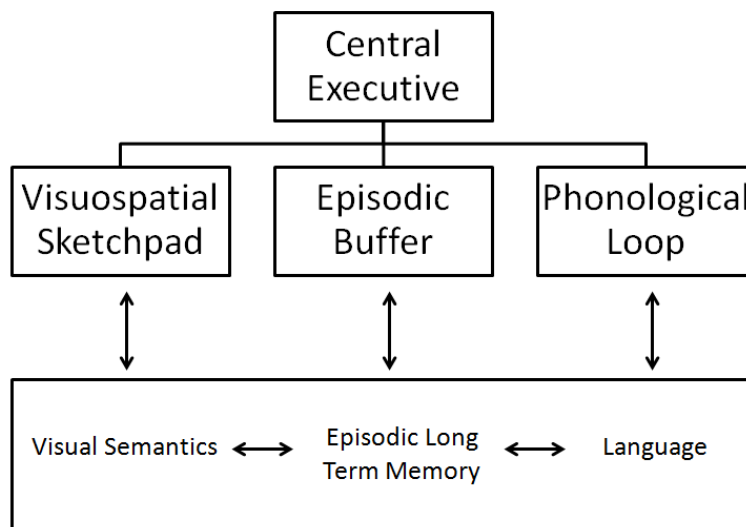 Central
Executive
Visuospatial
Sketchpad
Episodic
Buffer
Phonological
Loop
Visual Semantics
Episodic Long
Term Memory
Language